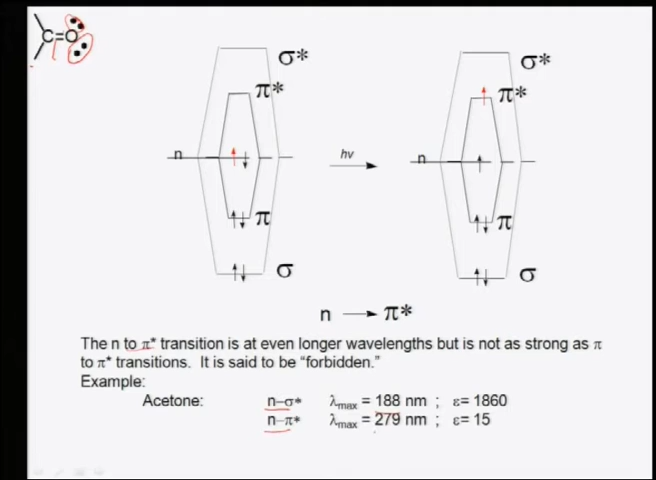 C=O
σ*
σ*
π*
π*
n
hν
n
π
π
σ
σ
n → π*
The n to π* transition is at even longer wavelengths but is not as strong as π
to π* transitions. It is said to be “forbidden.”
Example:
Acetone: n-σ* λmax = 188 nm ; ε= 1860
n-π* λmax = 279 nm ; ε= 15